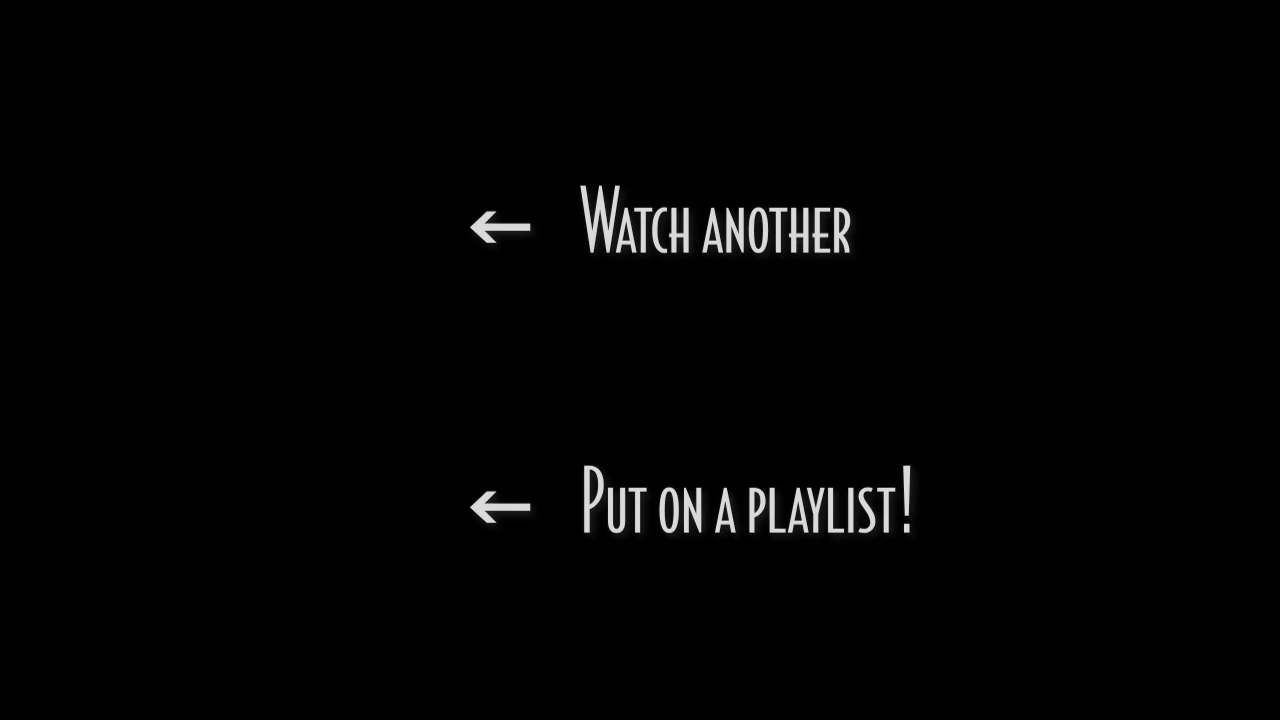 ← Watch another
← Put on a playlist!